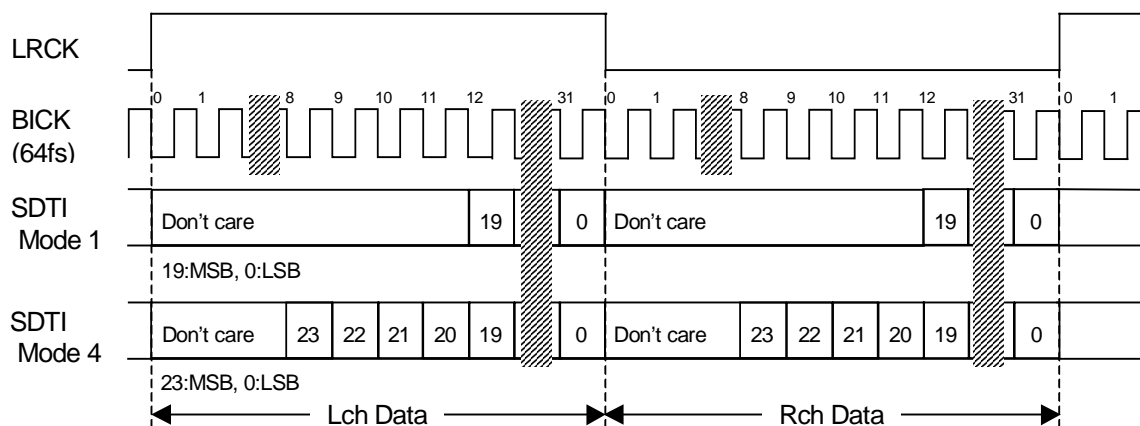 LRCK
BICK
(64fs)
0 1 8 9 10 11 12 31 0 1 8 9 10 11 12 31 0 1
SDTI
Mode 1
Don't care 19 0 Don't care 19 0
19:MSB, 0:LSB
SDTI
Mode 4
Don't care 23 22 21 20 19 0 Don't care 23 22 21 20 19 0
23:MSB, 0:LSB
Lch Data Rch Data